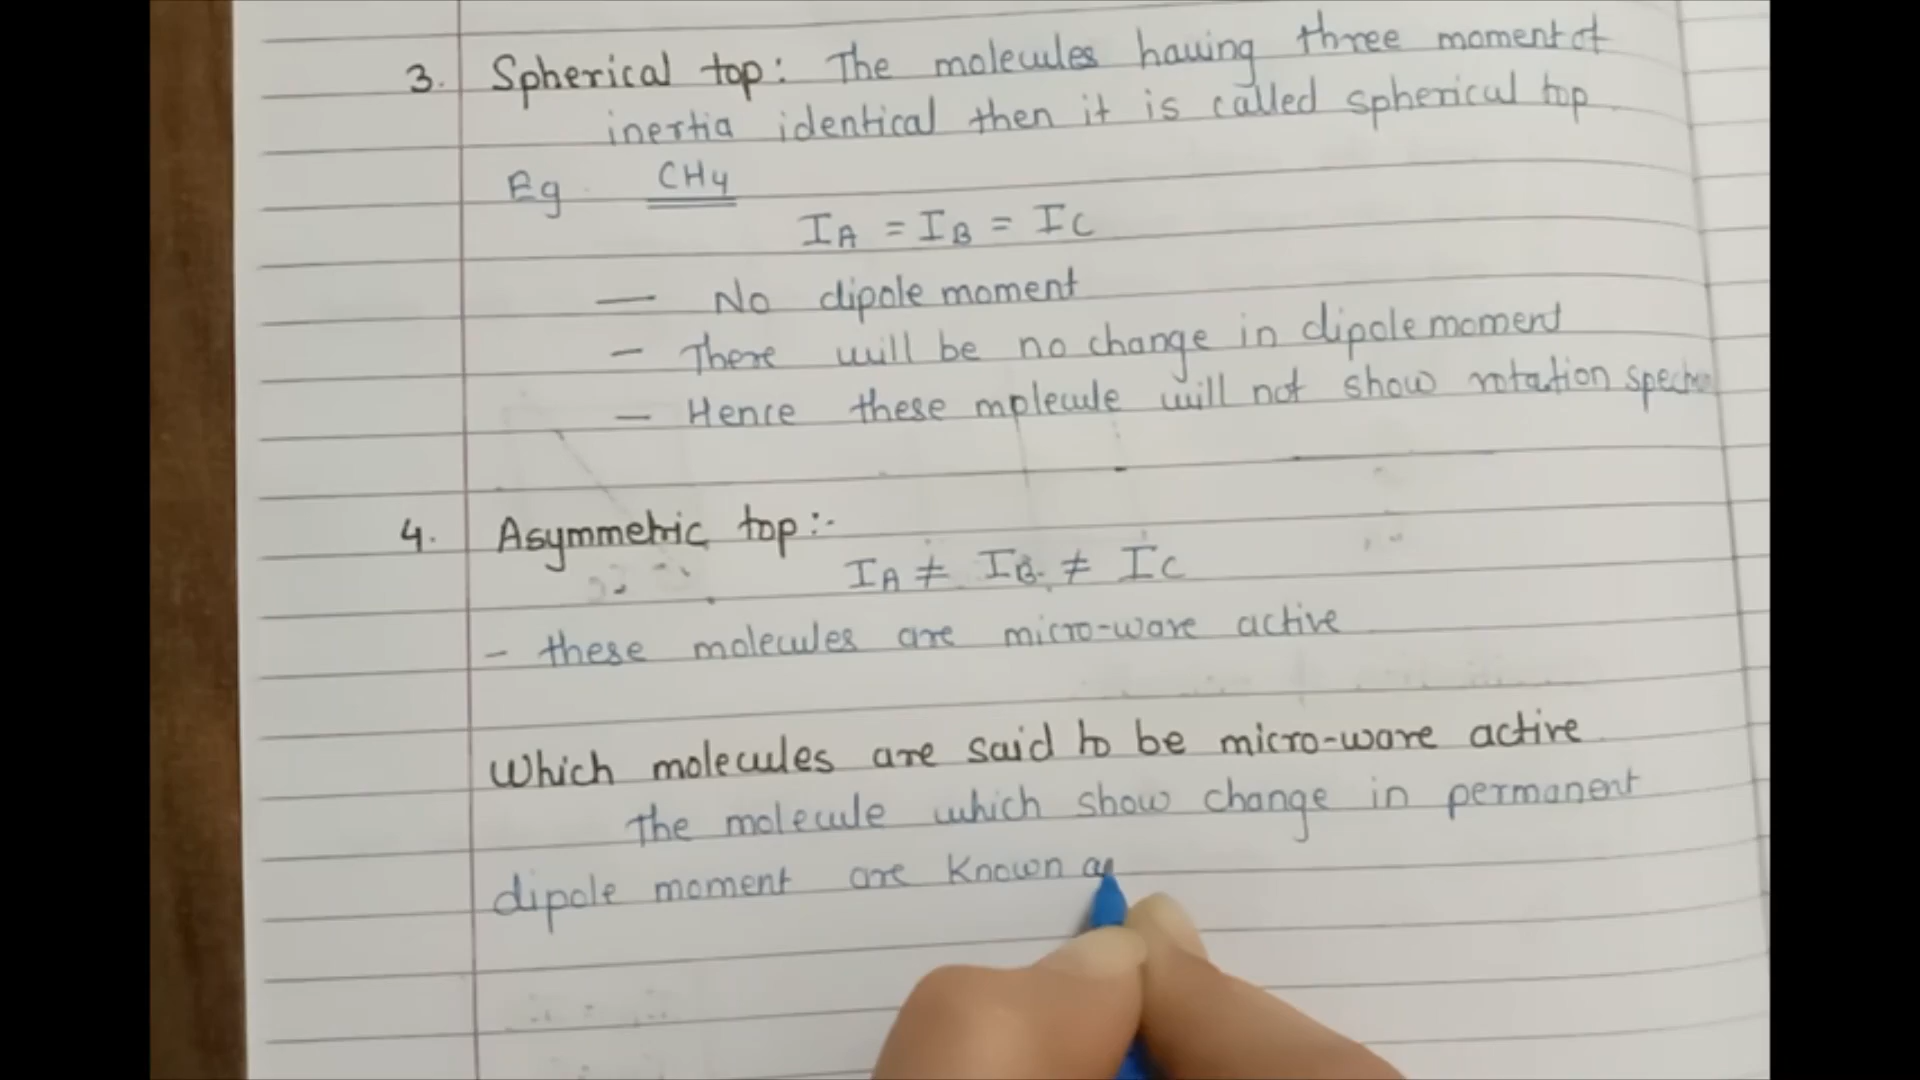 3. Spherical top: The molecules having three moment of
inertia identical then it is called spherical top
Eg CH4
IA = IB = IC
— No dipole moment
— There will be no change in dipole moment
— Hence these molecule will not show rotation
4. Asymmetric top:-
IA ≠ IB ≠ IC
- these molecules are micro-wave active
Which molecules are said to be micro-wave active
The molecule which show change in permanent
dipole moment are known